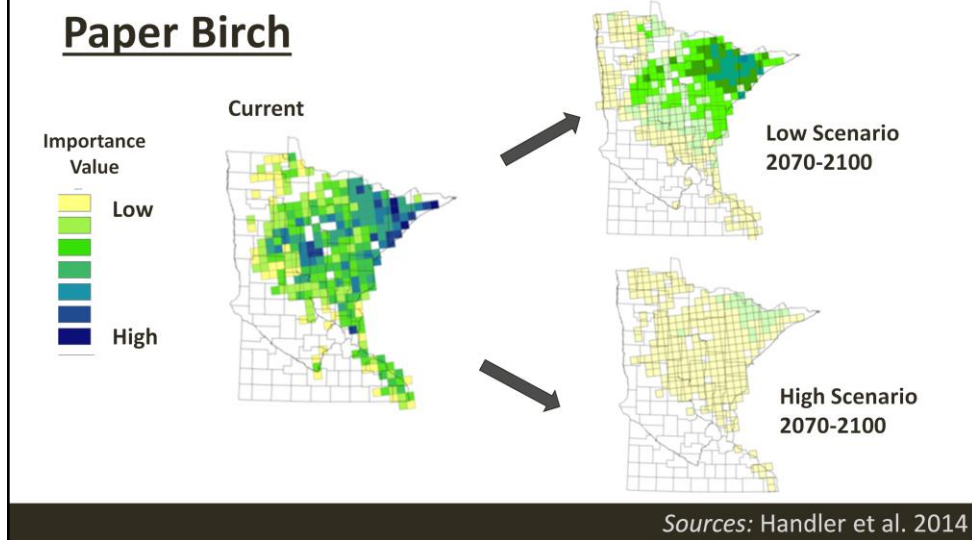 Paper Birch
Current
Importance
Value
Low
High
Low Scenario
2070-2100
High Scenario
2070-2100
Sources: Handler et al. 2014